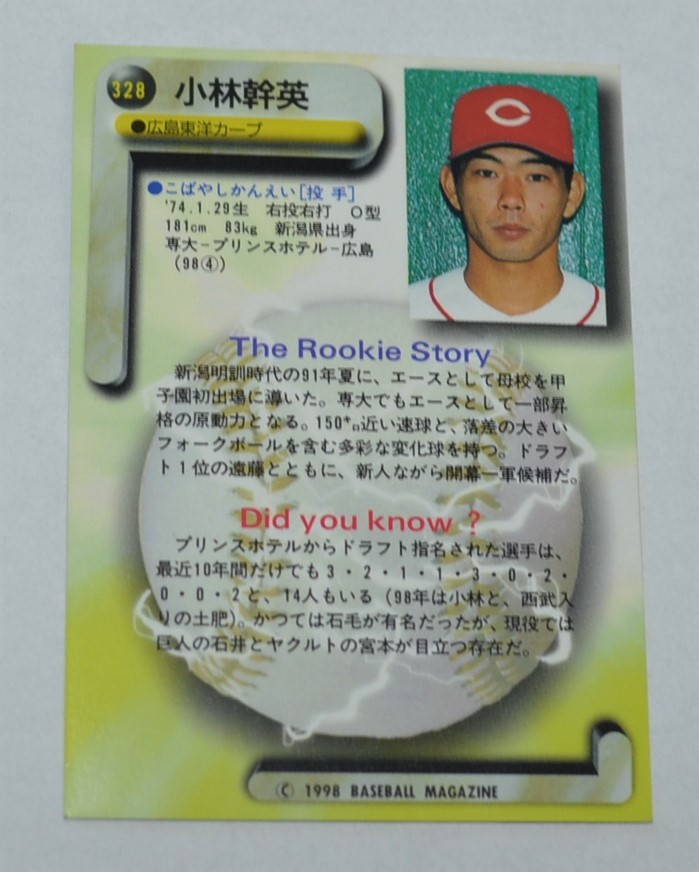 328 小林幹英
●広島東洋カープ
●こばやしかんえい[投 手]
'74.1.29生 右投右打 O型
181cm 83kg 新潟県出身
専大−プリンスホテル−広島
(98④)
The Rookie Story
新潟明訓時代の91年夏に、エースとして母校を甲
子園初出場に導いた。専大でもエースとして一部昇
格の原動力となる。150㌔近い速球と、落差の大きい
フォークボールを含む多彩な変化球を持つ。ドラフ
ト1位の遠藤とともに、新人ながら開幕一軍候補だ。
Did you know ?
プリンスホテルからドラフト指名された選手は、
最近10年間だけでも3・2・1・1・3・0・2・
0・0・2と、14人もいる(98年は小林と、西武入
りの土肥)。かつては石毛が有名だったが、現役では
巨人の石井とヤクルトの宮本が目立つ存在だ。
Ⓒ 1998 BASEBALL MAGAZINE
C